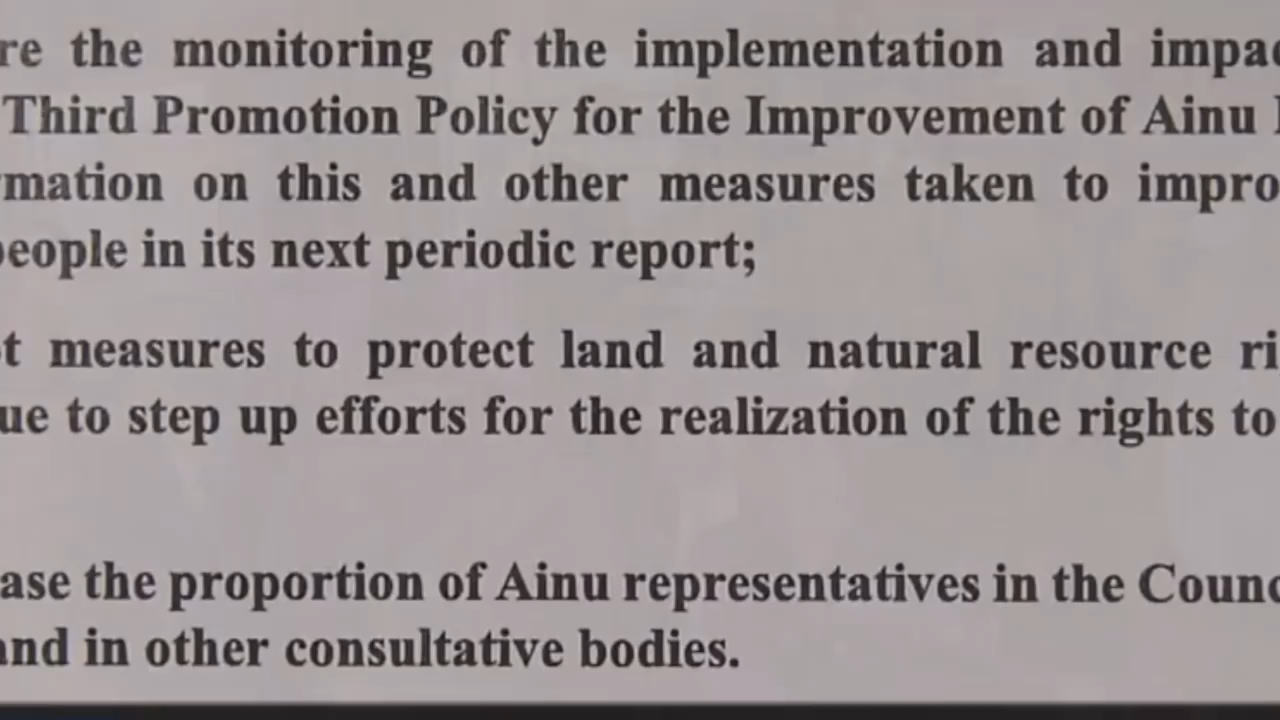 re the monitoring of the implementation and impac
Third Promotion Policy for the Improvement of Ainu
rmation on this and other measures taken to impro
people in its next periodic report;
t measures to protect land and natural resource ri
ue to step up efforts for the realization of the rights to
ase the proportion of Ainu representatives in the Counc
and in other consultative bodies.